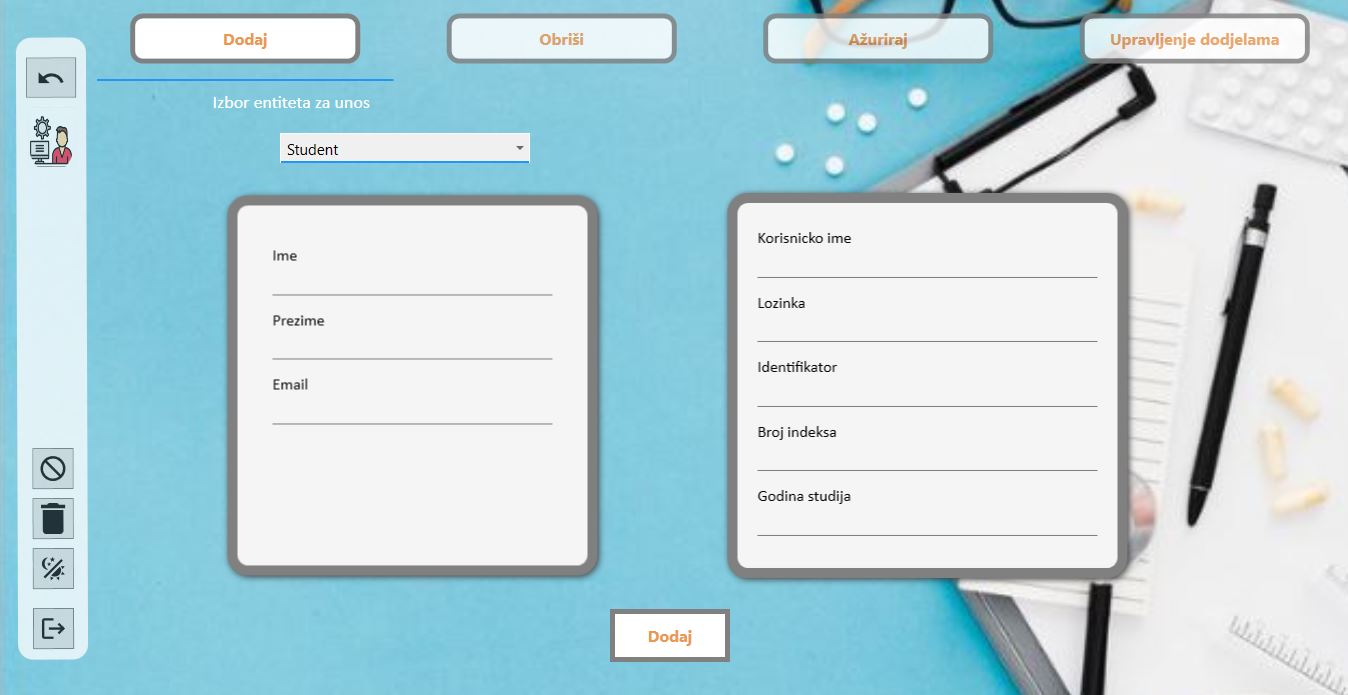 Dodaj
Obriši
Ažuriraj
Upravljenje dodjelama
Izbor entiteta za unos
Student
Ime
Prezime
Email
Korisnicko ime
Lozinka
Identifikator
Broj indeksa
Godina studija
Dodaj